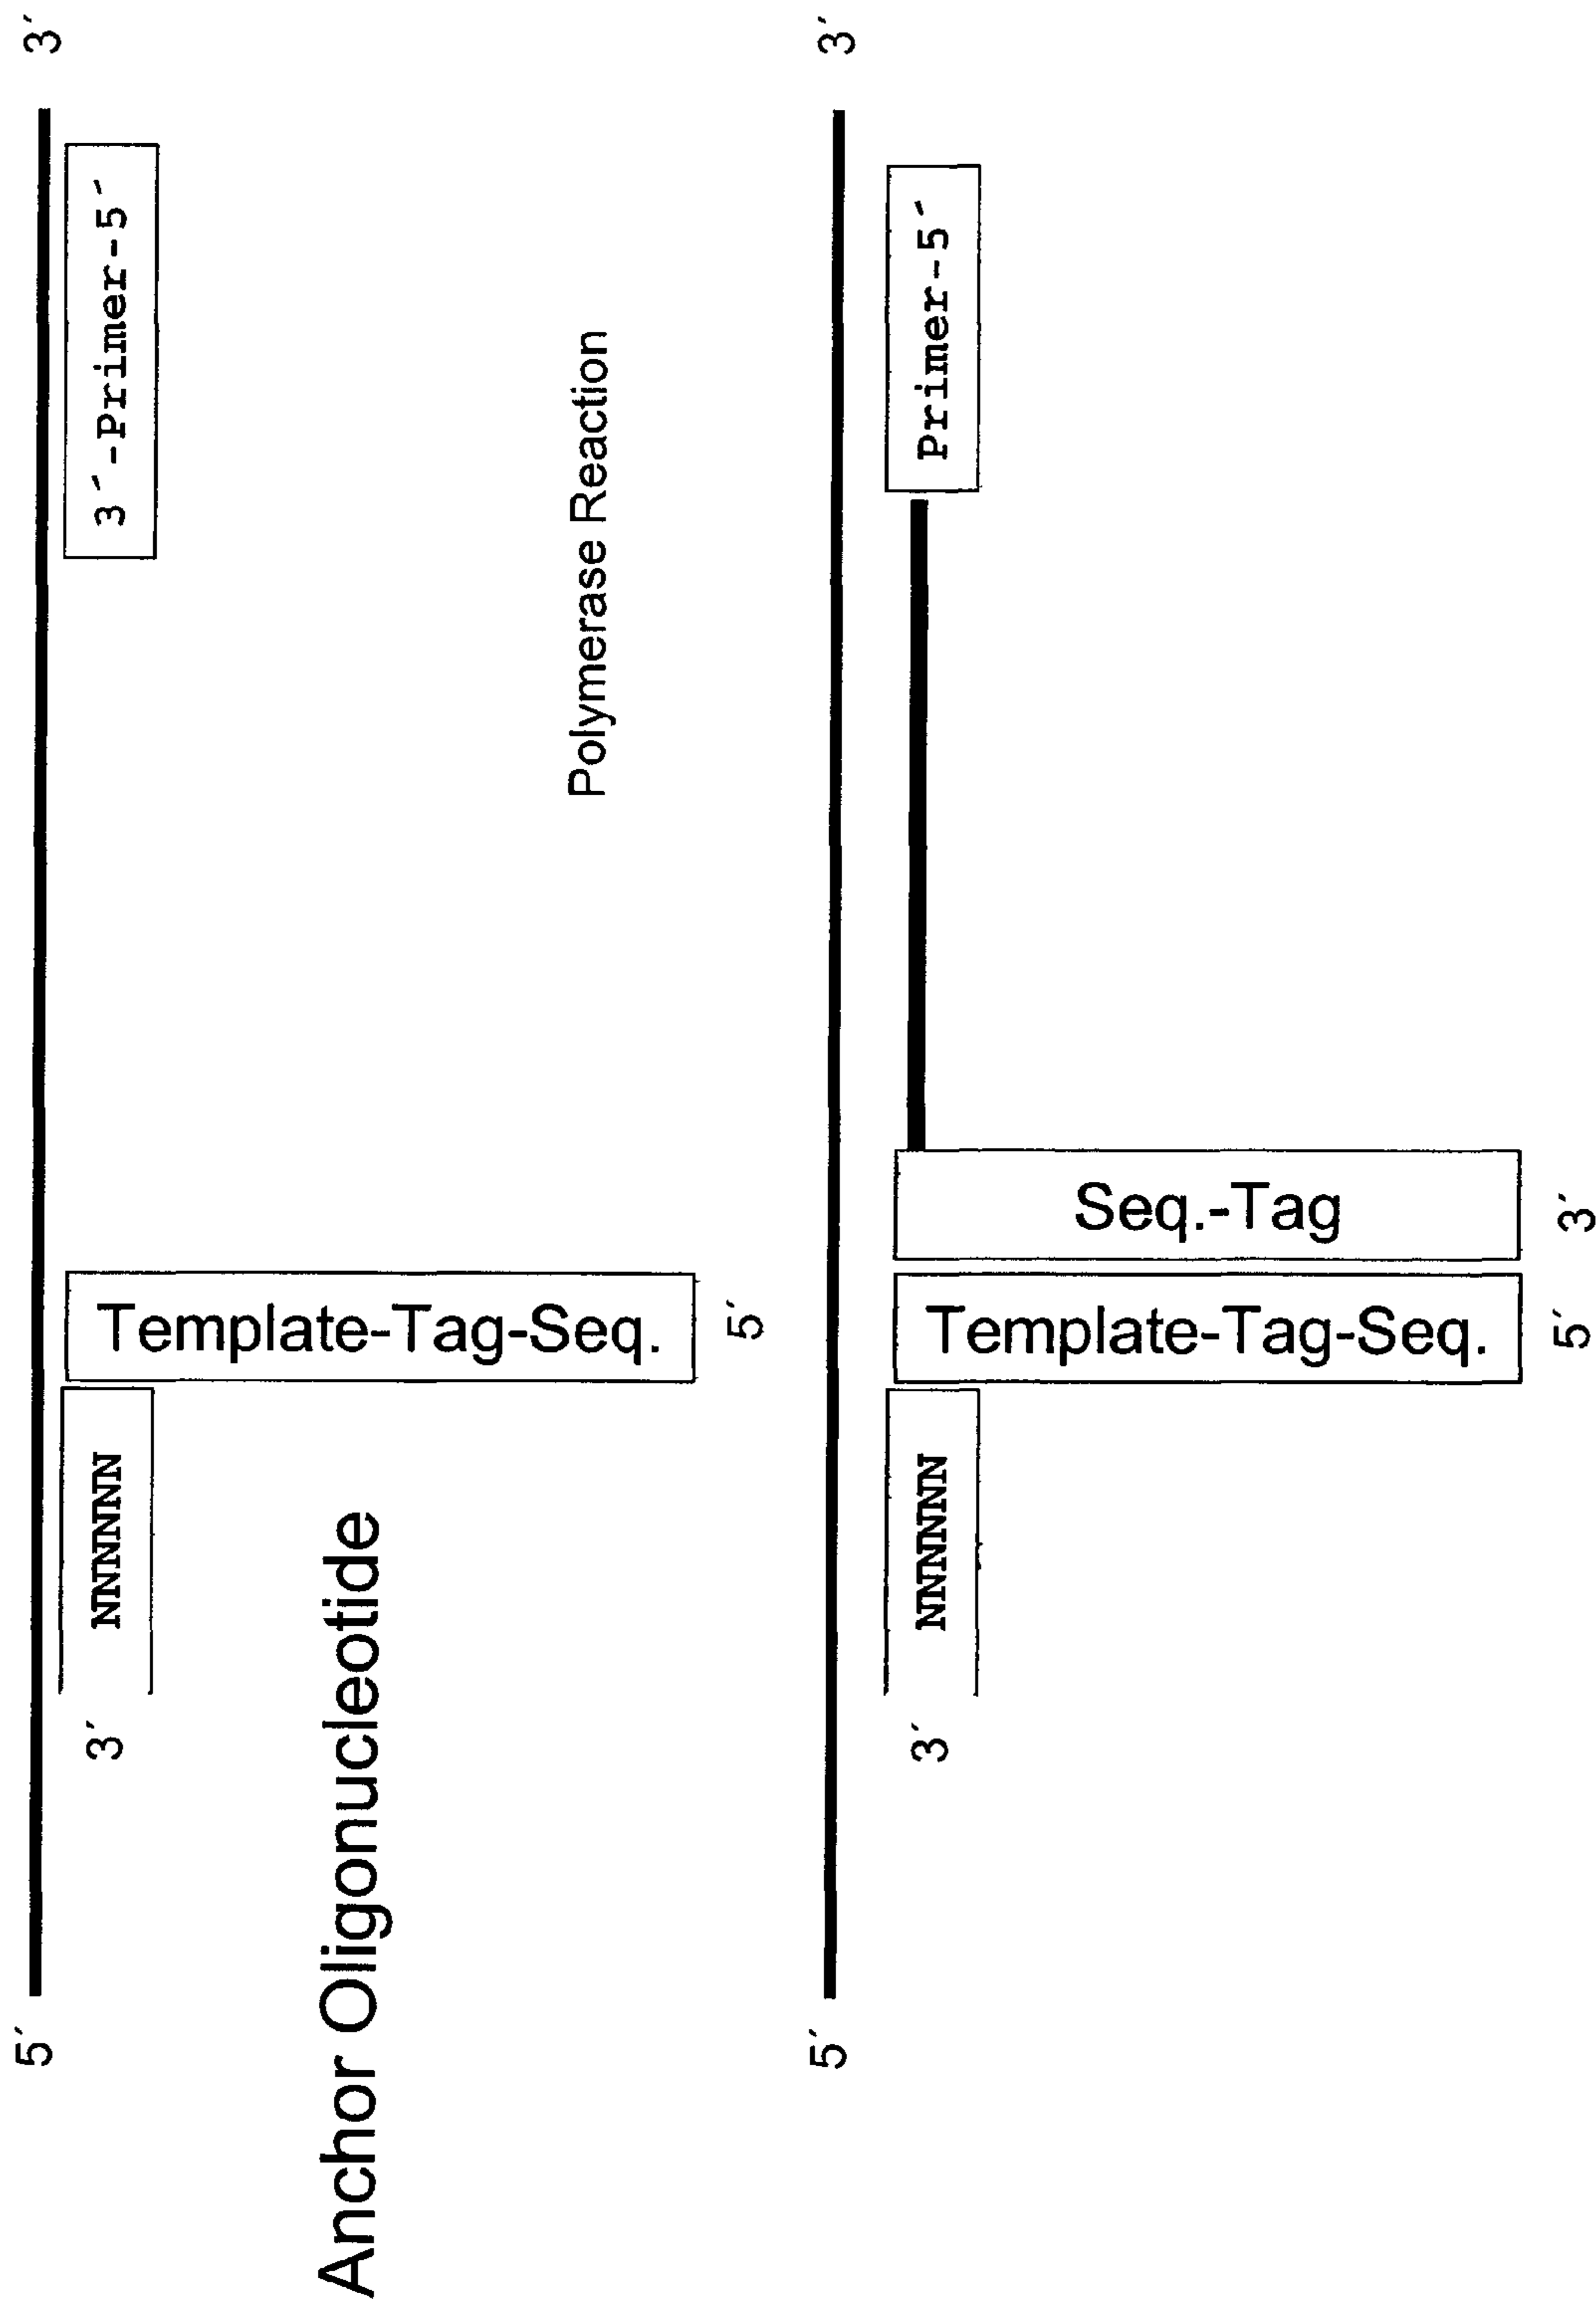 5´
3´
3´
NNNNNN
Template-Tag-Seq.
5´
3´-Primer-5´
Anchor Oligonucleotide
Polymerase Reaction
5´
3´
3´
NNNNNN
Template-Tag-Seq.
5´
Seq.-Tag
3´
Primer-5´